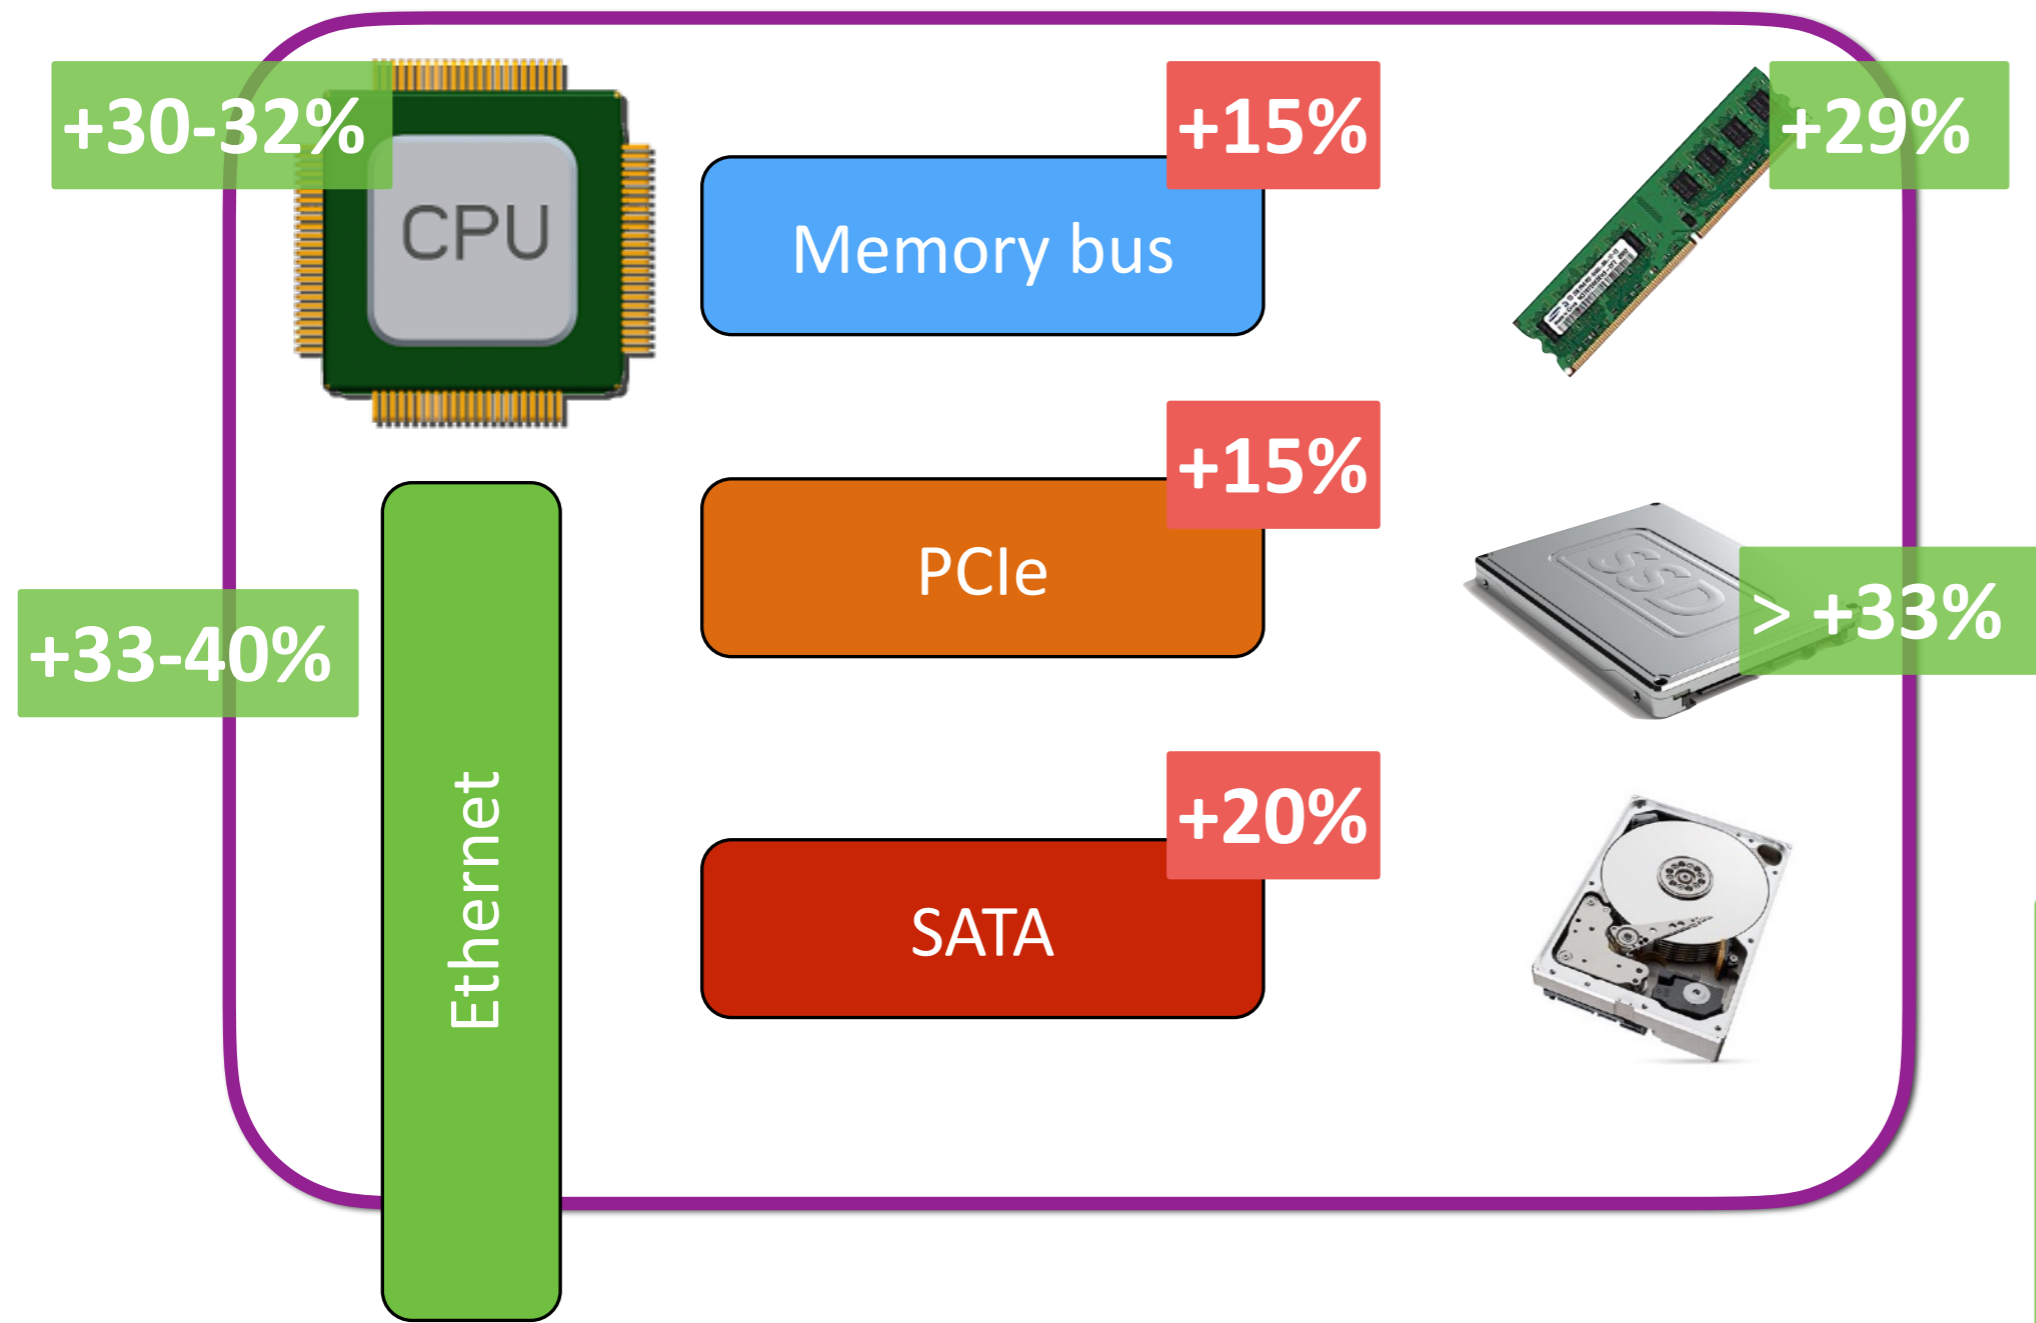 +30-32%
CPU
Memory bus
+15%
+29%
+33-40%
Ethernet
PCIe
+15%
SSD
> +33%
SATA
+20%